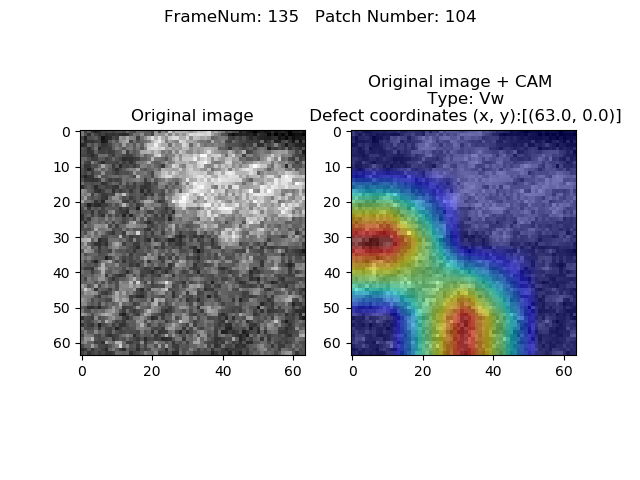 FrameNum: 135   Patch Number: 104
Original image
Original image + CAM
Type: Vw
Defect coordinates (x, y):[(63.0, 0.0)]
0
10
20
30
40
50
60
0 20 40 60
0
10
20
30
40
50
60
0 20 40 60